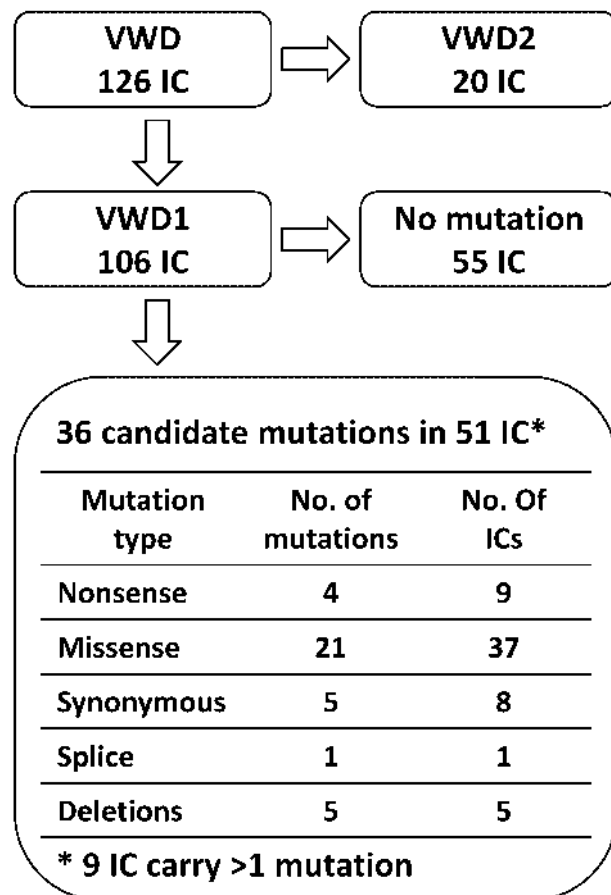 VWD
126 IC
VWD2
20 IC
VWD1
106 IC
No mutation
55 IC
36 candidate mutations in 51 IC*
Mutation type No. of mutations No. Of ICs
Nonsense 4 9
Missense 21 37
Synonymous 5 8
Splice 1 1
Deletions 5 5
* 9 IC carry >1 mutation